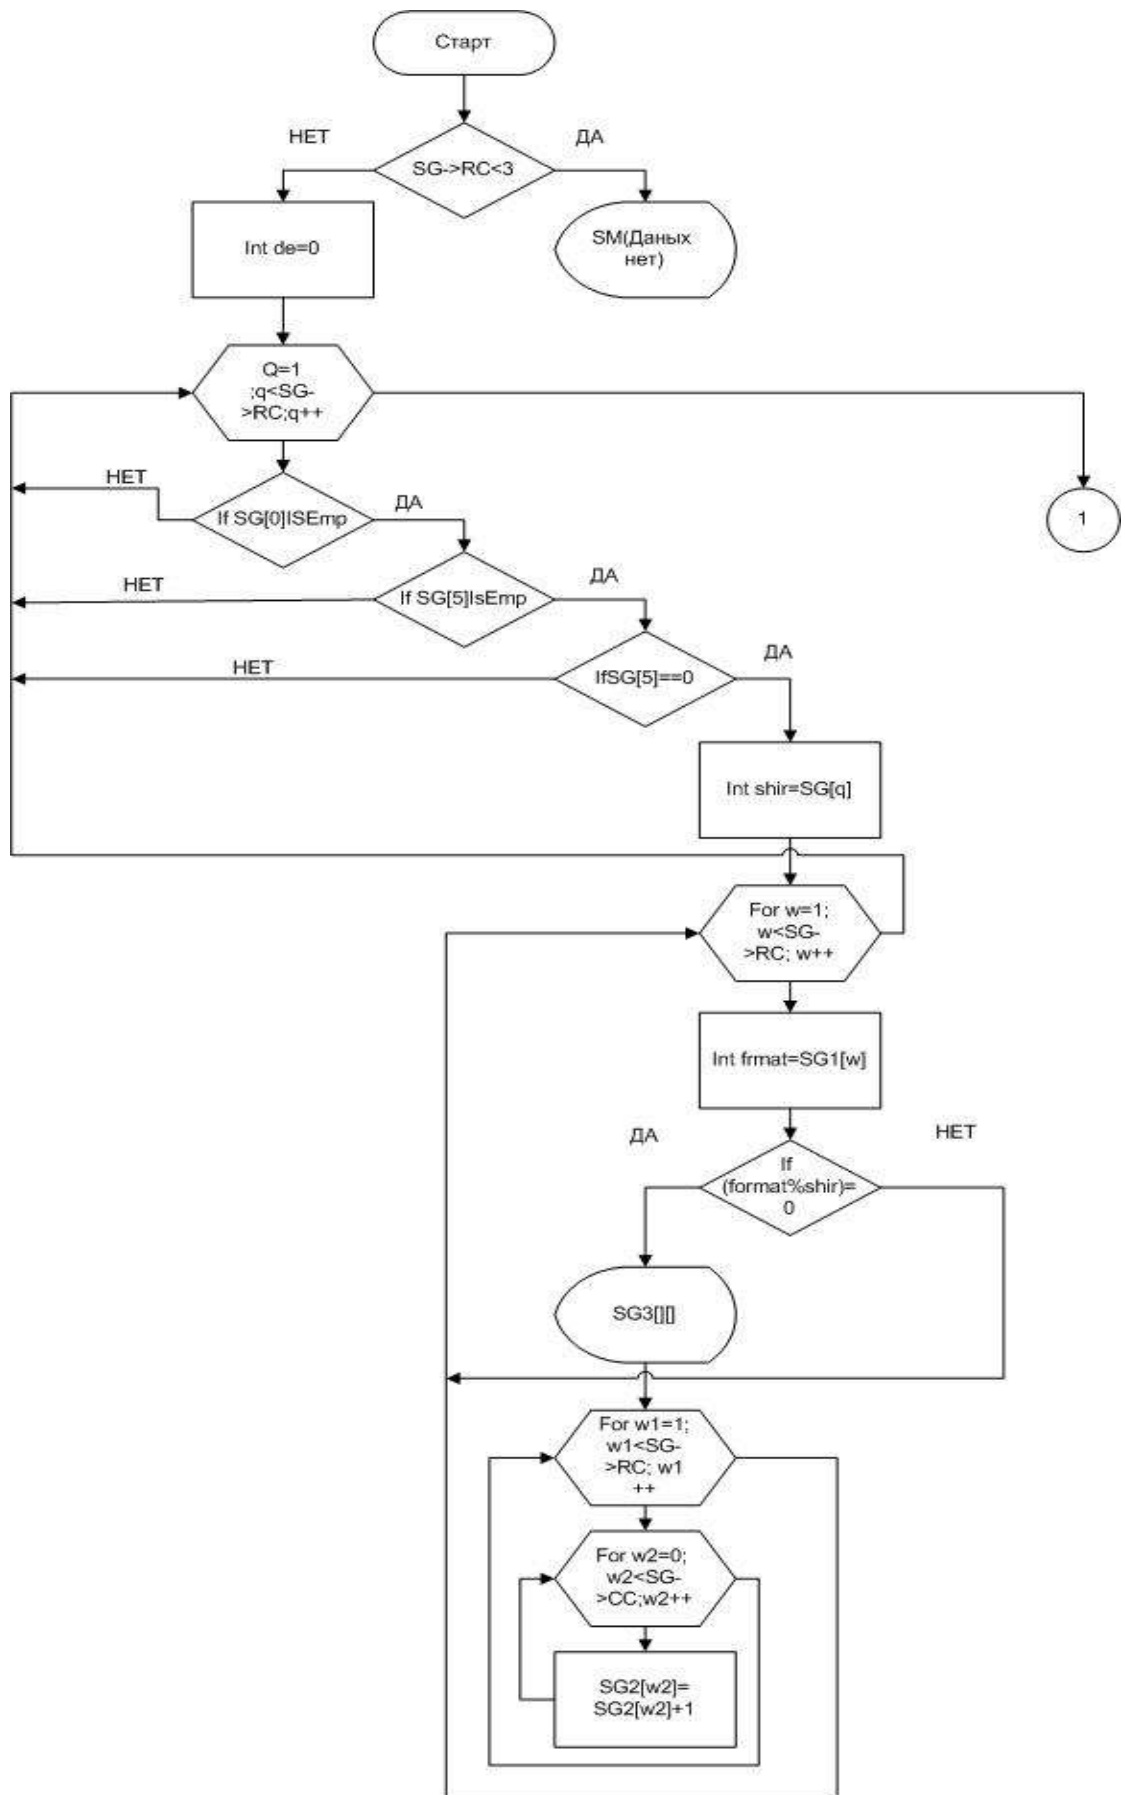 Старт
НЕТ
ДА
SG->RC<3
Int de=0
SM(Даных
нет)
Q=1
;q<SG-
>RC;q++
НЕТ
ДА
If SG[0]ISEmp
1
НЕТ
ДА
If SG[5]IsEmp
НЕТ
ДА
IfSG[5]==0
Int shir=SG[q]
For w=1;
w<SG-
>RC; w++
Int frmat=SG1[w]
ДА
НЕТ
If
(format%shir)=
0
SG3[][]
For w1=1;
w1<SG-
>RC; w1
++
For w2=0;
w2<SG-
>CC;w2++
SG2[w2]=
SG2[w2]+1